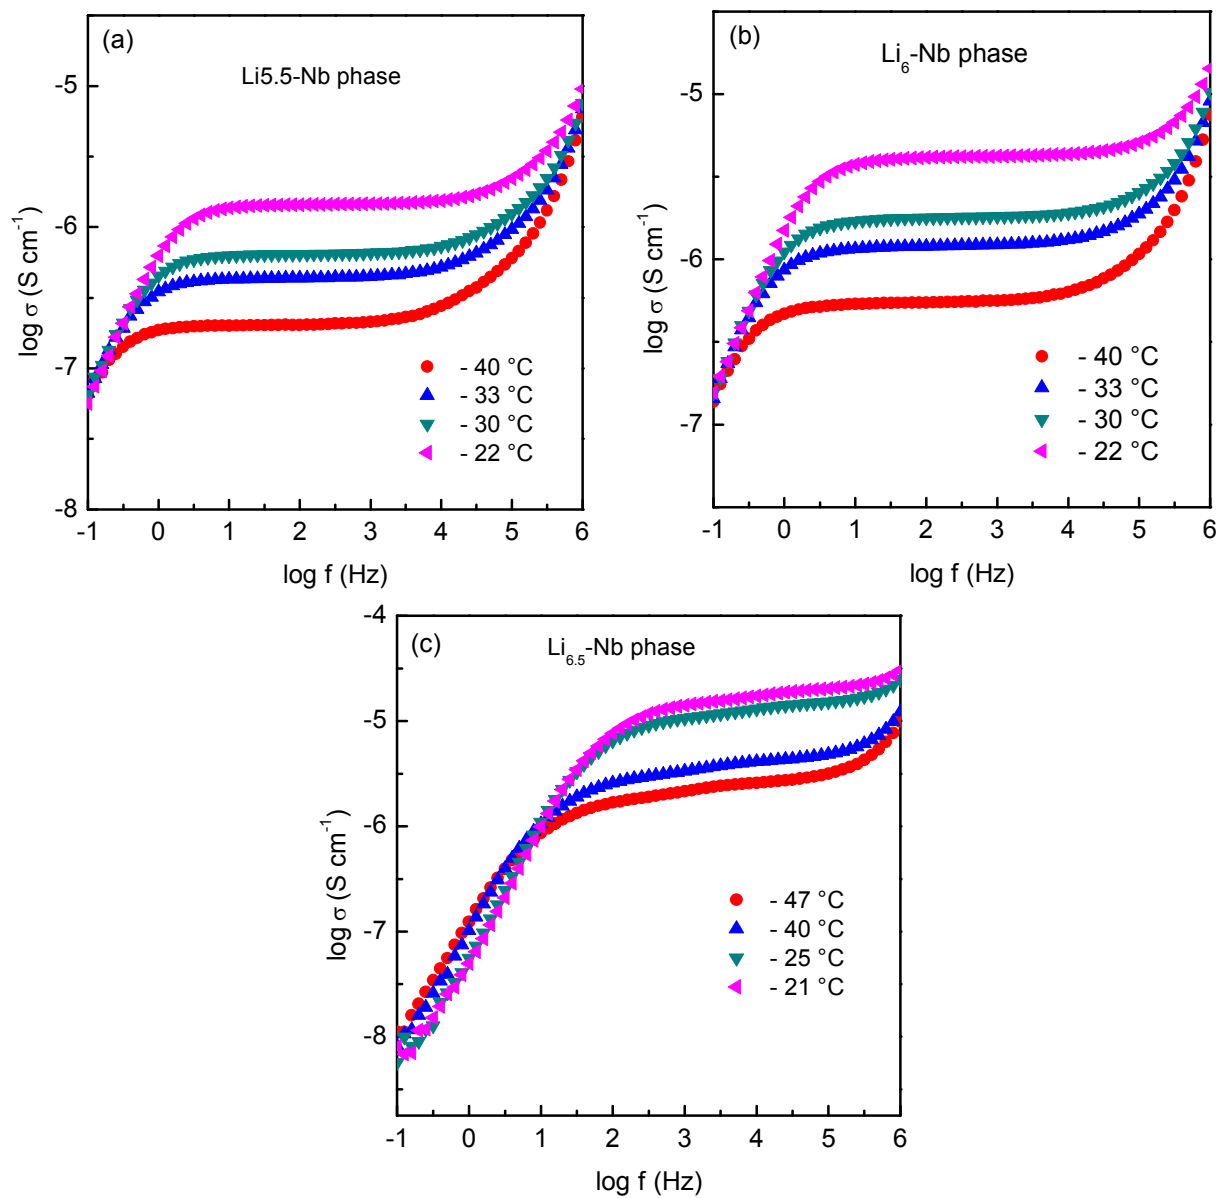 (a)
Li5.5-Nb phase
-5
-6
-7
-8
log σ (S cm⁻¹)
- 40 °C
- 33 °C
- 30 °C
- 22 °C
-1 0 1 2 3 4 5 6
log f (Hz)
(b)
Li₆-Nb phase
-5
-6
-7
log σ (S cm⁻¹)
- 40 °C
- 33 °C
- 30 °C
- 22 °C
-1 0 1 2 3 4 5 6
log f (Hz)
(c)
Li₆.₅-Nb phase
-4
-5
-6
-7
-8
log σ (S cm⁻¹)
- 47 °C
- 40 °C
- 25 °C
- 21 °C
-1 0 1 2 3 4 5 6
log f (Hz)